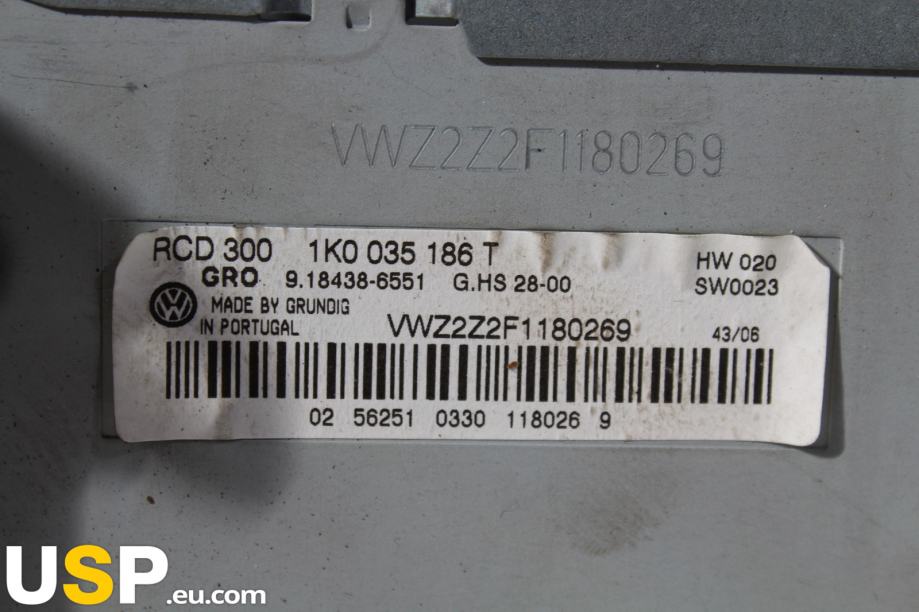 VWZ2Z2F1180269
RCD 300 1K0 035 186 T HW 020
GRO 9.18438-6551 G.HS 28-00 SW0023
MADE BY GRUNDIG
IN PORTUGAL VWZ2Z2F1180269 43/06
02 56251 0330 118026 9
USP.eu.com